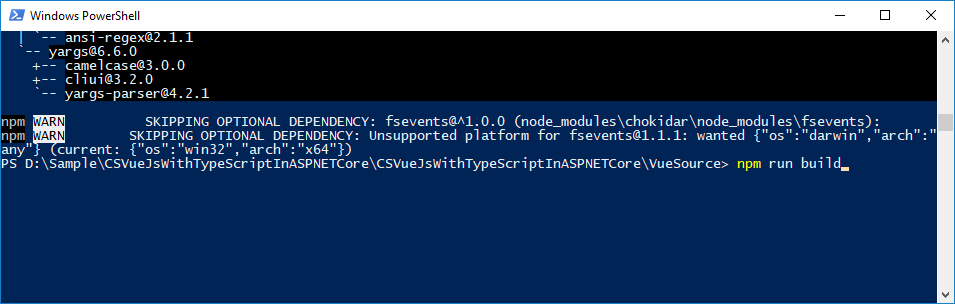 Windows PowerShell
| `-- ansi-regex@2.1.1
`-- yargs@6.6.0
+-- camelcase@3.0.0
+-- cliui@3.2.0
`-- yargs-parser@4.2.1
npm WARN SKIPPING OPTIONAL DEPENDENCY: fsevents@^1.0.0 (node_modules\chokidar\node_modules\fsevents):
npm WARN SKIPPING OPTIONAL DEPENDENCY: Unsupported platform for fsevents@1.1.1: wanted {"os":"darwin","arch":"
any"} (current: {"os":"win32","arch":"x64"})
PS D:\Sample\CSVueJsWithTypeScriptInASPNETCore\CSVueJsWithTypeScriptInASPNETCore\VueSource> npm run build